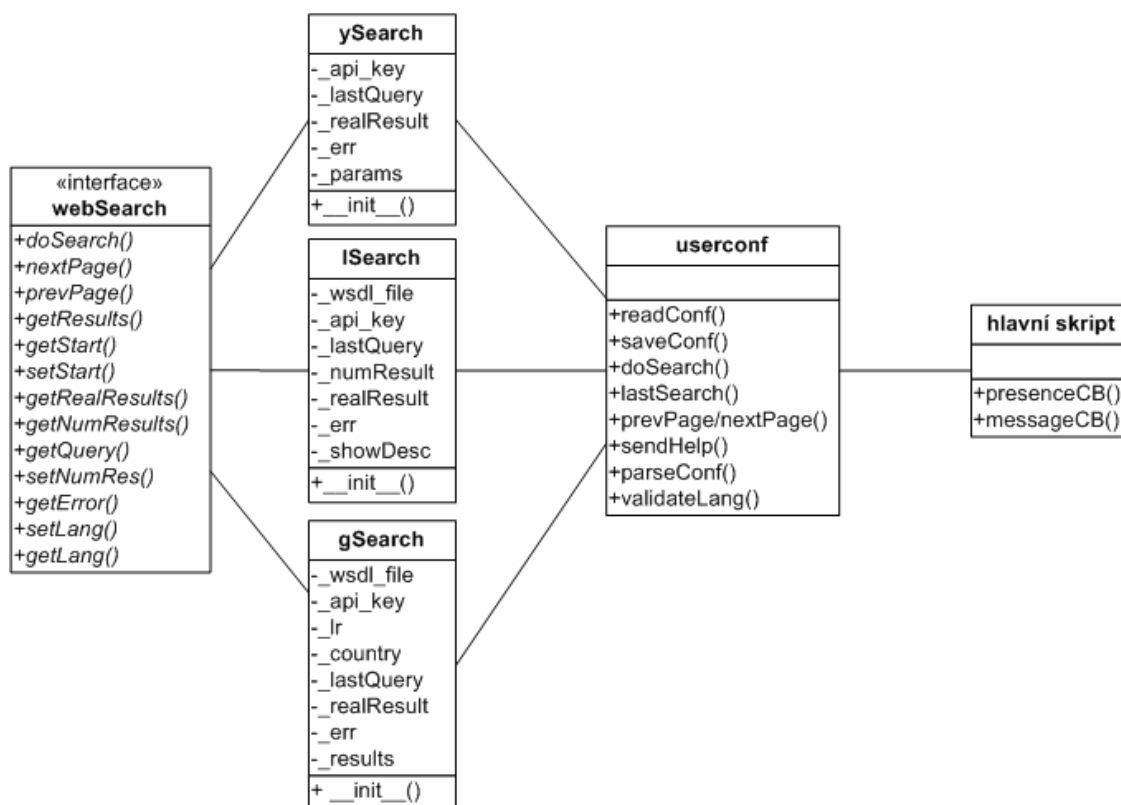 «interface»
webSearch
+doSearch()
+nextPage()
+prevPage()
+getResults()
+getStart()
+setStart()
+getRealResults()
+getNumResults()
+getQuery()
+setNumRes()
+getError()
+setLang()
+getLang()
ySearch
-_api_key
-_lastQuery
-_realResult
-_err
-_params
+__init__()
lSearch
-_wsdl_file
-_api_key
-_lastQuery
-_numResult
-_realResult
-_err
-_showDesc
+__init__()
gSearch
-_wsdl_file
-_api_key
-_lr
-_country
-_lastQuery
-_realResult
-_err
-_results
+ __init__()
userconf
+readConf()
+saveConf()
+doSearch()
+lastSearch()
+prevPage/nextPage()
+sendHelp()
+parseConf()
+validateLang()
hlavní skript
+presenceCB()
+messageCB()